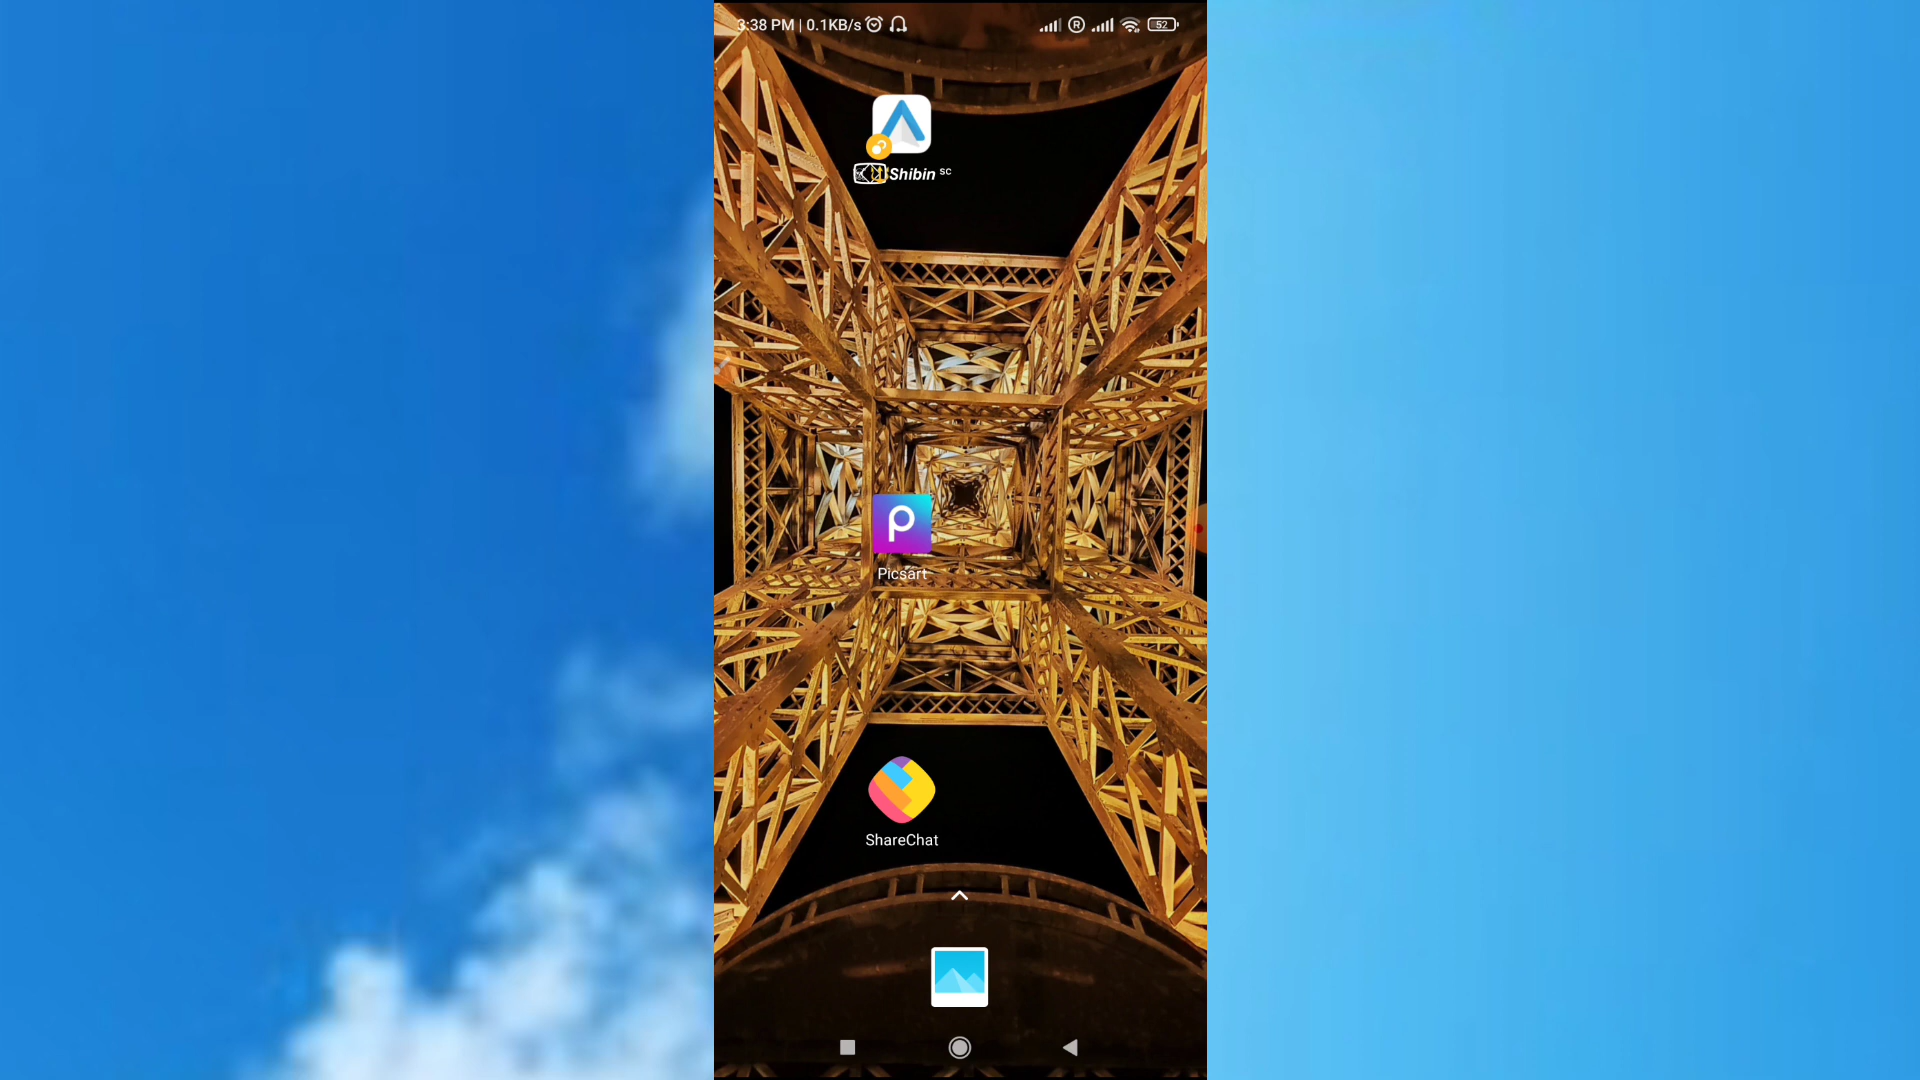 3:38 PM | 0.1KB/s
R
52
Shibin SC
Picsart
ShareChat